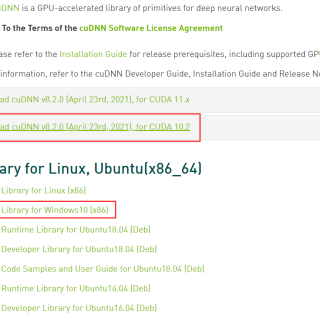 uDNN is a GPU-accelerated library of primitives for deep neural networks.
To the Terms of the cuDNN Software License Agreement
ase refer to the Installation Guide for release prerequisites, including supported GP
information, refer to the cuDNN Developer Guide, Installation Guide and Release N
ad cuDNN v8.2.0 (April 23rd, 2021), for CUDA 11.x
ad cuDNN v8.2.0 (April 23rd, 2021), for CUDA 10.2
ary for Linux, Ubuntu(x86_64)
Library for Linux (x86)
Library for Windows10 (x86)
Runtime Library for Ubuntu18.04 (Deb)
Developer Library for Ubuntu18.04 (Deb)
Code Samples and User Guide for Ubuntu18.04 (Deb)
Runtime Library for Ubuntu16.04 (Deb)
Developer Library for Ubuntu16.04 (Deb)